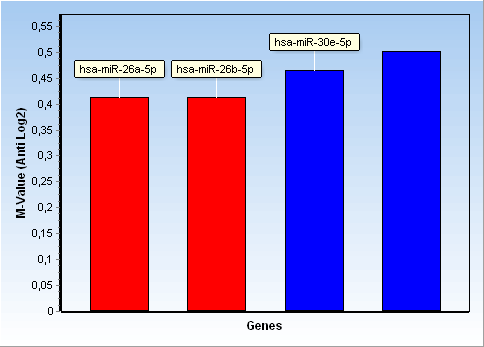 0,55
0,5
0,45
0,4
0,35
0,3
0,25
0,2
0,15
0,1
0,05
0
M-Value (Anti Log2)
hsa-miR-26a-5p
hsa-miR-26b-5p
hsa-miR-30e-5p
Genes